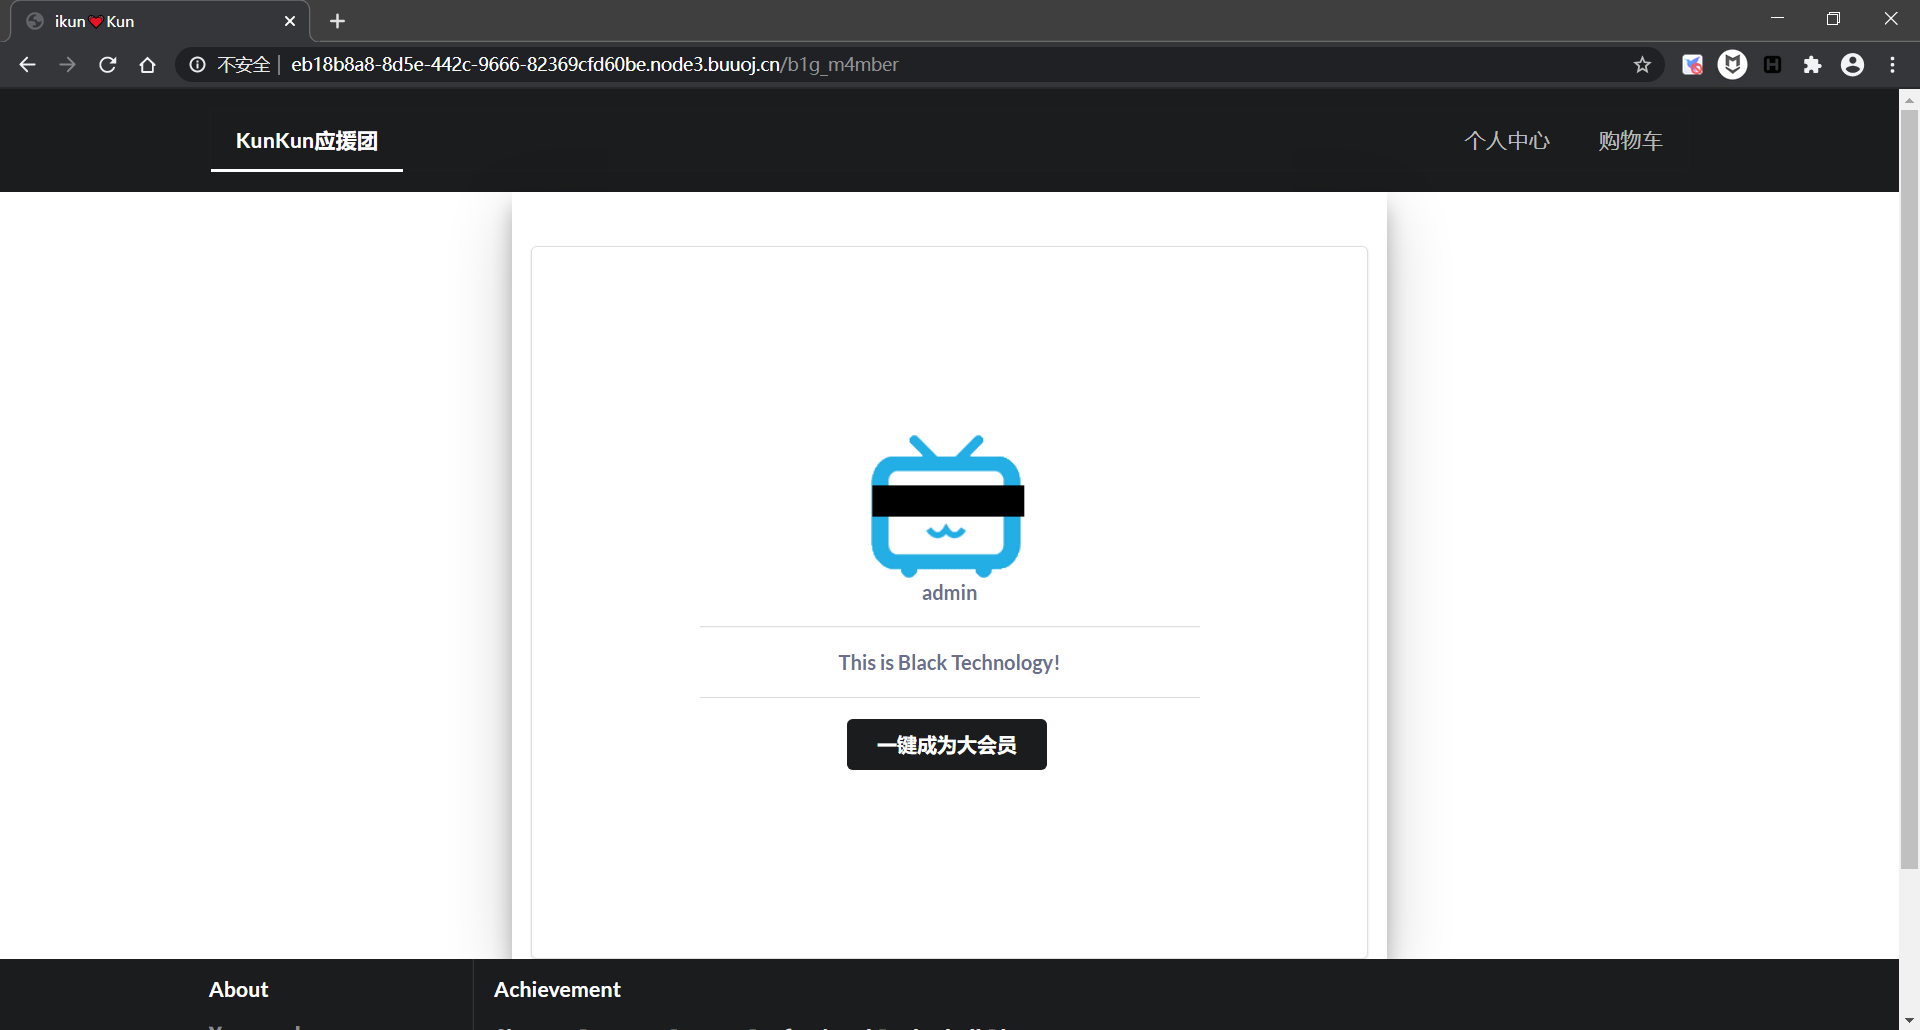 ikun❤Kun
不安全 | eb18b8a8-8d5e-442c-9666-82369cfd60be.node3.buuoj.cn/b1g_m4mber
KunKun应援团
个人中心
购物车
admin
This is Black Technology!
一键成为大会员
About
Achievement